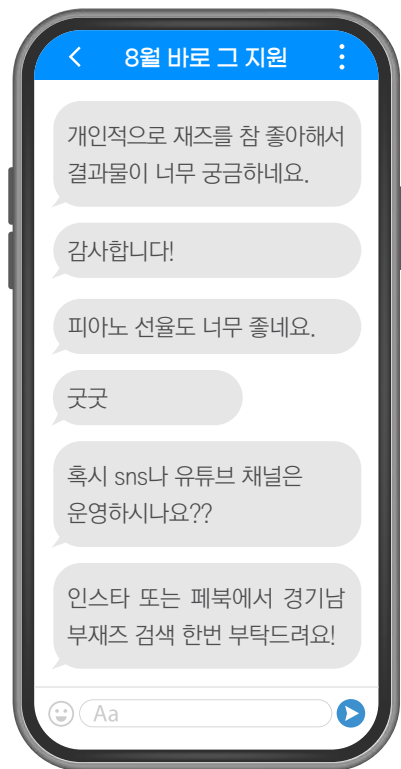 8월 바로 그 지원
개인적으로 재즈를 참 좋아해서
결과물이 너무 궁금하네요.
감사합니다!
피아노 선율도 너무 좋네요.
굿굿
혹시 sns나 유튜브 채널은
운영하시나요??
인스타 또는 페북에서 경기남
부재즈 검색 한번 부탁드려요!
Aa